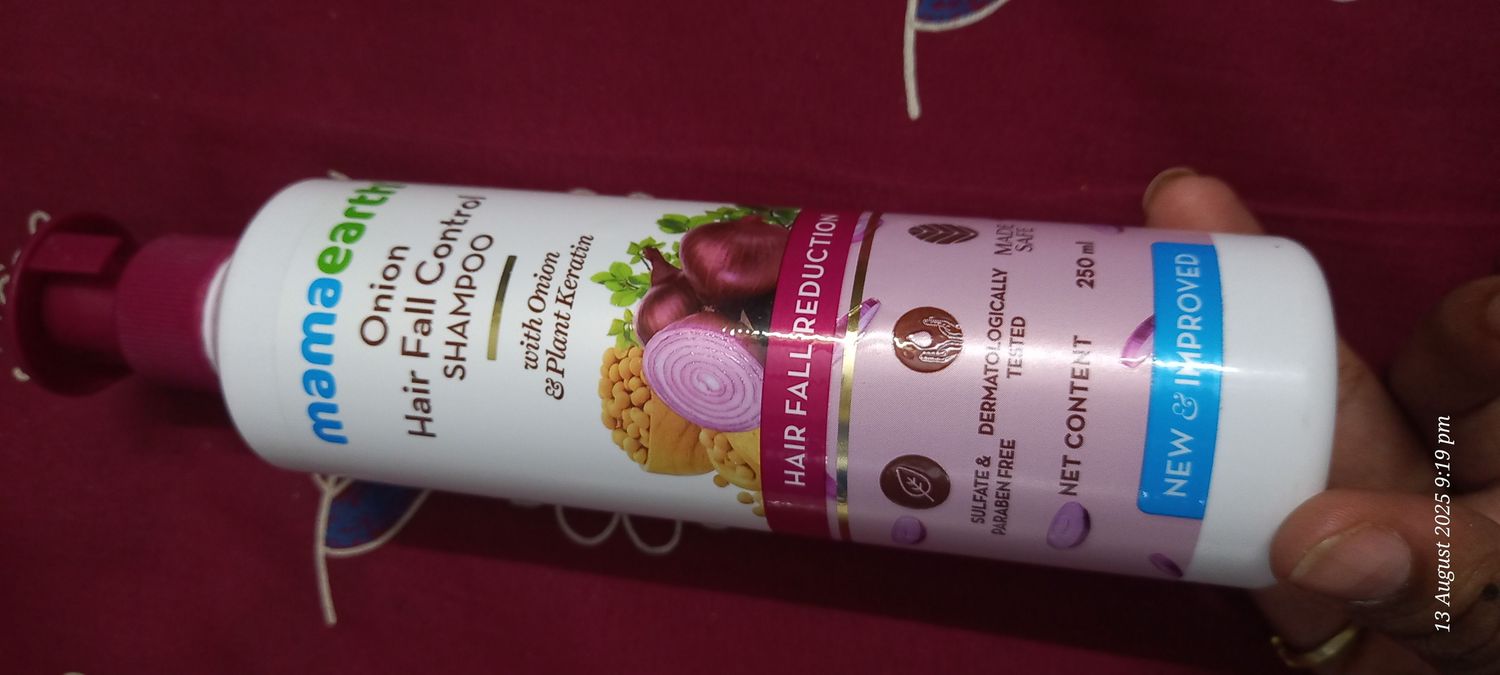 mamaearth
Onion
Hair Fall Control
SHAMPOO
with Onion
& Plant Keratin
HAIR FALL REDUCTION
SULFATE &
PARABEN FREE
DERMATOLOGICALLY
TESTED
MADE
SAFE
NET CONTENT 250 ml
NEW & IMPROVED
13 August 2025 9:19 pm